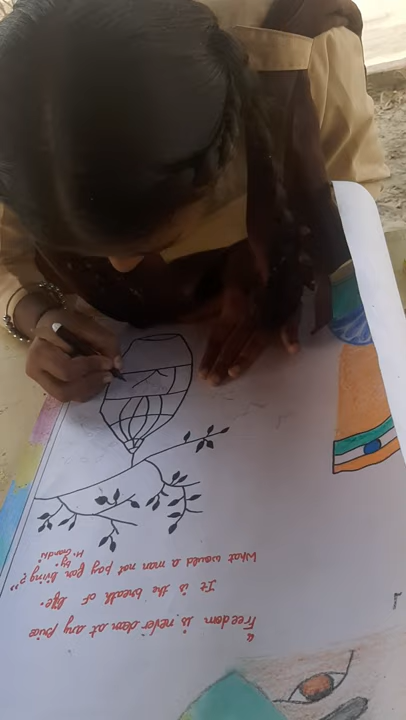 "Freedom is never dear at any price
It is the breath of life.
What would a man not pay for living?"
by:
M. Gandhi